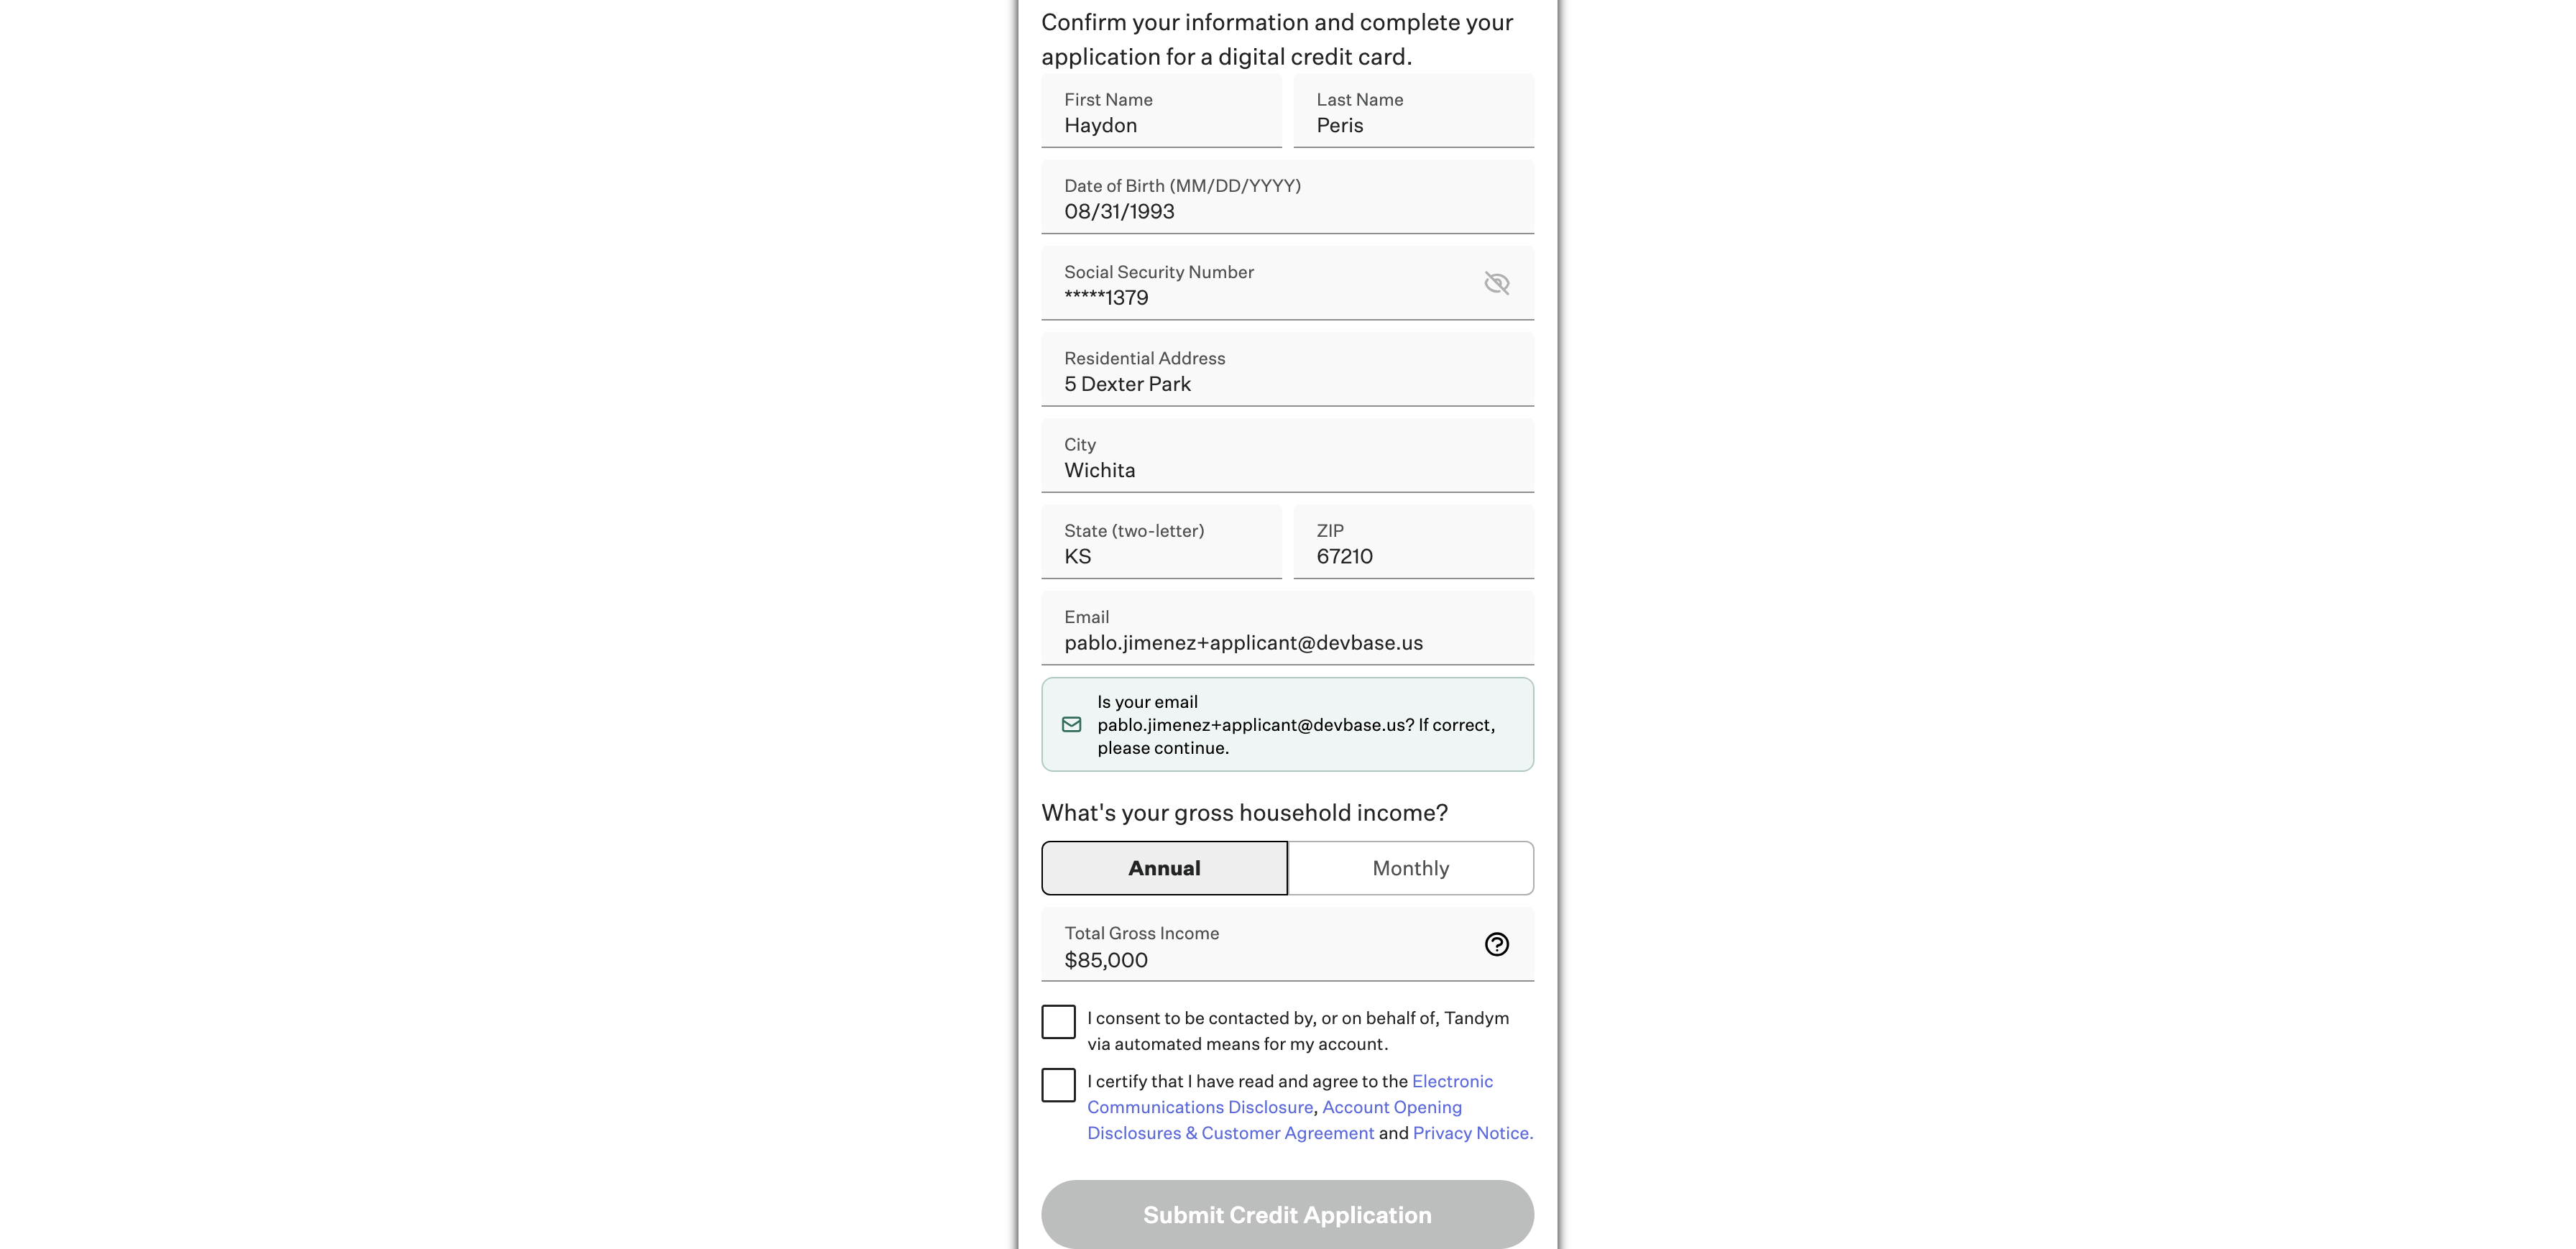 Confirm your information and complete your
application for a digital credit card.
First Name
Haydon
Last Name
Peris
Date of Birth (MM/DD/YYYY)
08/31/1993
Social Security Number
*****1379
Residential Address
5 Dexter Park
City
Wichita
State (two-letter)
KS
ZIP
67210
Email
pablo.jimenez+applicant@devbase.us
Is your email
pablo.jimenez+applicant@devbase.us? If correct,
please continue.
What's your gross household income?
Annual
Monthly
Total Gross Income
$85,000
I consent to be contacted by, or on behalf of, Tandym
via automated means for my account.
I certify that I have read and agree to the Electronic
Communications Disclosure, Account Opening
Disclosures & Customer Agreement and Privacy Notice.
Submit Credit Application